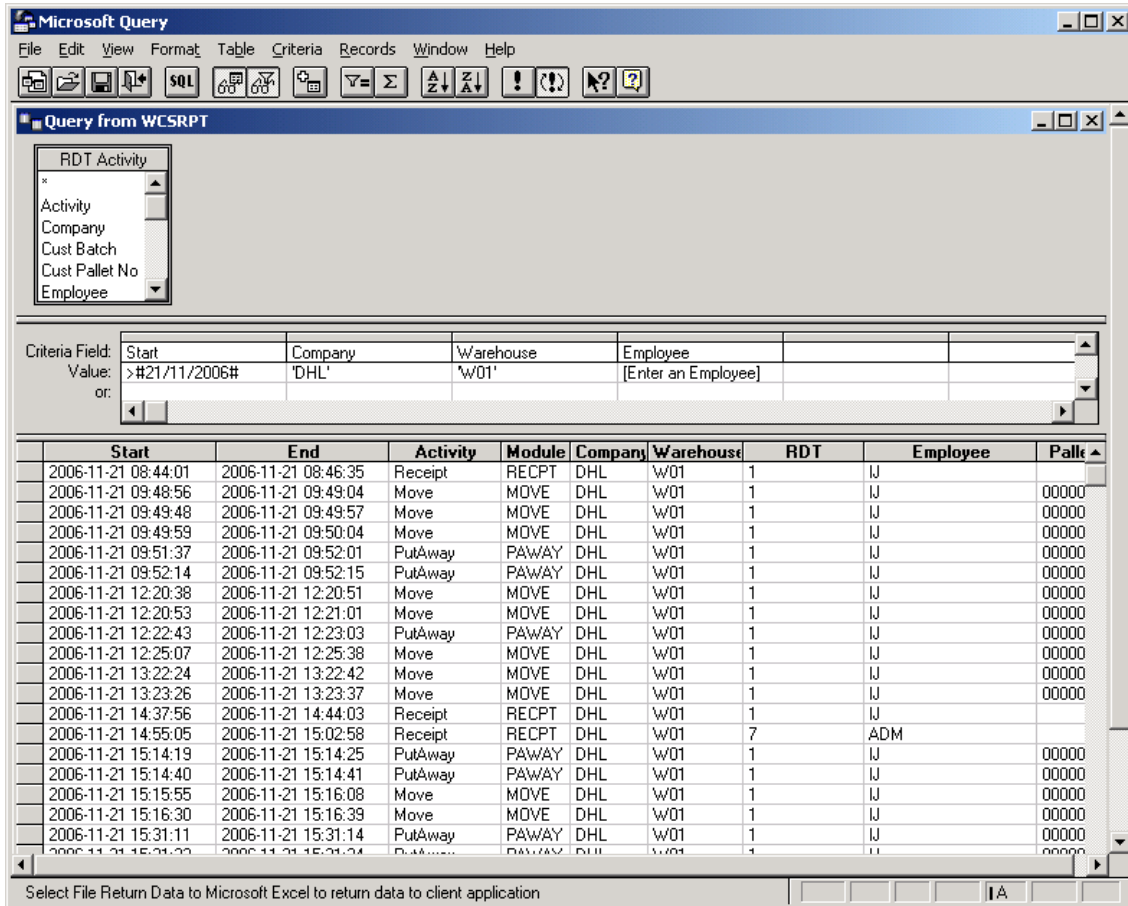 Microsoft Query
File Edit View Format Table Criteria Records Window Help
SQL
Query from WCSRPT
RDT Activity
*
Activity
Company
Cust Batch
Cust Pallet No
Employee
Criteria Field: Start Company Warehouse Employee
Value: >#21/11/2006# 'DHL' 'W01' [Enter an Employee]
or:
Start End Activity Module Company Warehouse RDT Employee Palle
2006-11-21 08:44:01 2006-11-21 08:46:35 Receipt RECPT DHL W01 1 IJ
2006-11-21 09:48:56 2006-11-21 09:49:04 Move MOVE DHL W01 1 IJ 00000
2006-11-21 09:49:48 2006-11-21 09:49:57 Move MOVE DHL W01 1 IJ 00000
2006-11-21 09:49:59 2006-11-21 09:50:04 Move MOVE DHL W01 1 IJ 00000
2006-11-21 09:51:37 2006-11-21 09:52:01 PutAway PAWAY DHL W01 1 IJ 00000
2006-11-21 09:52:14 2006-11-21 09:52:15 PutAway PAWAY DHL W01 1 IJ 00000
2006-11-21 12:20:38 2006-11-21 12:20:51 Move MOVE DHL W01 1 IJ 00000
2006-11-21 12:20:53 2006-11-21 12:21:01 Move MOVE DHL W01 1 IJ 00000
2006-11-21 12:22:43 2006-11-21 12:23:03 PutAway PAWAY DHL W01 1 IJ 00000
2006-11-21 12:25:07 2006-11-21 12:25:38 Move MOVE DHL W01 1 IJ 00000
2006-11-21 13:22:24 2006-11-21 13:22:42 Move MOVE DHL W01 1 IJ 00000
2006-11-21 13:23:26 2006-11-21 13:23:37 Move MOVE DHL W01 1 IJ 00000
2006-11-21 14:37:56 2006-11-21 14:44:03 Receipt RECPT DHL W01 1 IJ
2006-11-21 14:55:05 2006-11-21 15:02:58 Receipt RECPT DHL W01 7 ADM
2006-11-21 15:14:19 2006-11-21 15:14:25 PutAway PAWAY DHL W01 1 IJ 00000
2006-11-21 15:14:40 2006-11-21 15:14:41 PutAway PAWAY DHL W01 1 IJ 00000
2006-11-21 15:15:55 2006-11-21 15:16:08 Move MOVE DHL W01 1 IJ 00000
2006-11-21 15:16:30 2006-11-21 15:16:39 Move MOVE DHL W01 1 IJ 00000
2006-11-21 15:31:11 2006-11-21 15:31:14 PutAway PAWAY DHL W01 1 IJ 00000
Select File Return Data to Microsoft Excel to return data to client application